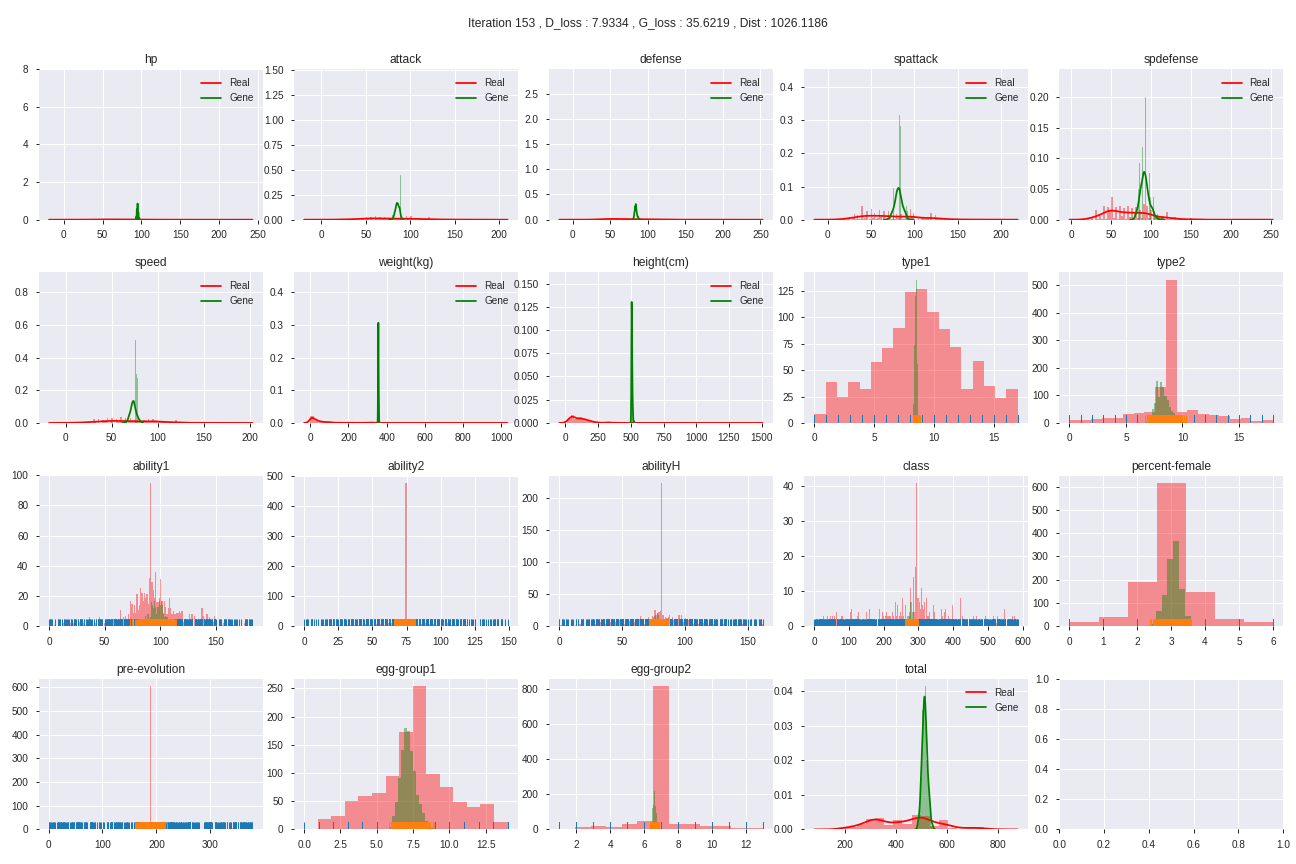 Iteration 153 , D_loss : 7.9334 , G_loss : 35.6219 , Dist : 1026.1186
hp
attack
defense
spattack
spdefense
8
6
4
2
0
0 50 100 150 200 250
Real
Gene
1.50
1.25
1.00
0.75
0.50
0.25
0.00
0 50 100 150 200
Real
Gene
2.5
2.0
1.5
1.0
0.5
0.0
0 50 100 150 200 250
Real
Gene
0.4
0.3
0.2
0.1
0.0
0 50 100 150 200
Real
Gene
0.20
0.15
0.10
0.05
0.00
0 50 100 150 200 250
Real
Gene
speed
weight(kg)
height(cm)
type1
type2
0.8
0.6
0.4
0.2
0.0
0 50 100 150 200
Real
Gene
0.4
0.3
0.2
0.1
0.0
0 200 400 600 800 1000
Real
Gene
0.150
0.125
0.100
0.075
0.050
0.025
0.000
0 250 500 750 1000 1250 1500
Real
Gene
125
100
75
50
25
0
0 5 10 15
500
400
300
200
100
0
0 5 10 15
ability1
ability2
abilityH
class
percent-female
100
80
60
40
20
0
0 50 100 150
500
400
300
200
100
0
0 25 50 75 100 125 150
200
150
100
50
0
0 50 100 150
40
30
20
10
0
0 100 200 300 400 500 600
600
500
400
300
200
100
0
0 1 2 3 4 5 6
pre-evolution
egg-group1
egg-group2
total
600
500
400
300
200
100
0
0 100 200 300
250
200
150
100
50
0
0.0 2.5 5.0 7.5 10.0 12.5
800
600
400
200
0
2 4 6 8 10 12
0.04
0.03
0.02
0.01
0.00
200 400 600 800
Real
Gene
1.0
0.8
0.6
0.4
0.2
0.0
0.0 0.2 0.4 0.6 0.8 1.0